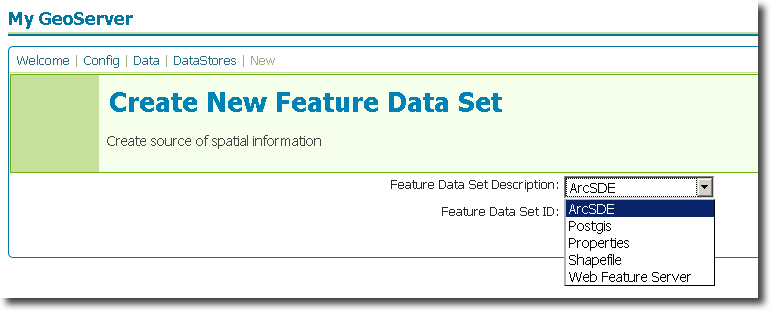 My GeoServer
Welcome | Config | Data | DataStores | New
Create New Feature Data Set
Create source of spatial information
Feature Data Set Description: ArcSDE
Feature Data Set ID:
ArcSDE
Postgis
Properties
Shapefile
Web Feature Server